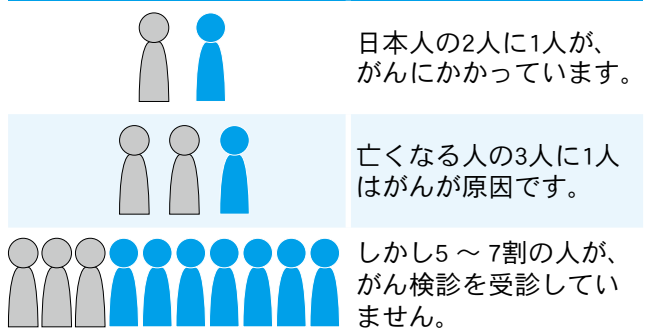 日本人の2人に1人が、
がんにかかっています。
亡くなる人の3人に1人
はがんが原因です。
しかし5 ～ 7割の人が、
がん検診を受診してい
ません。